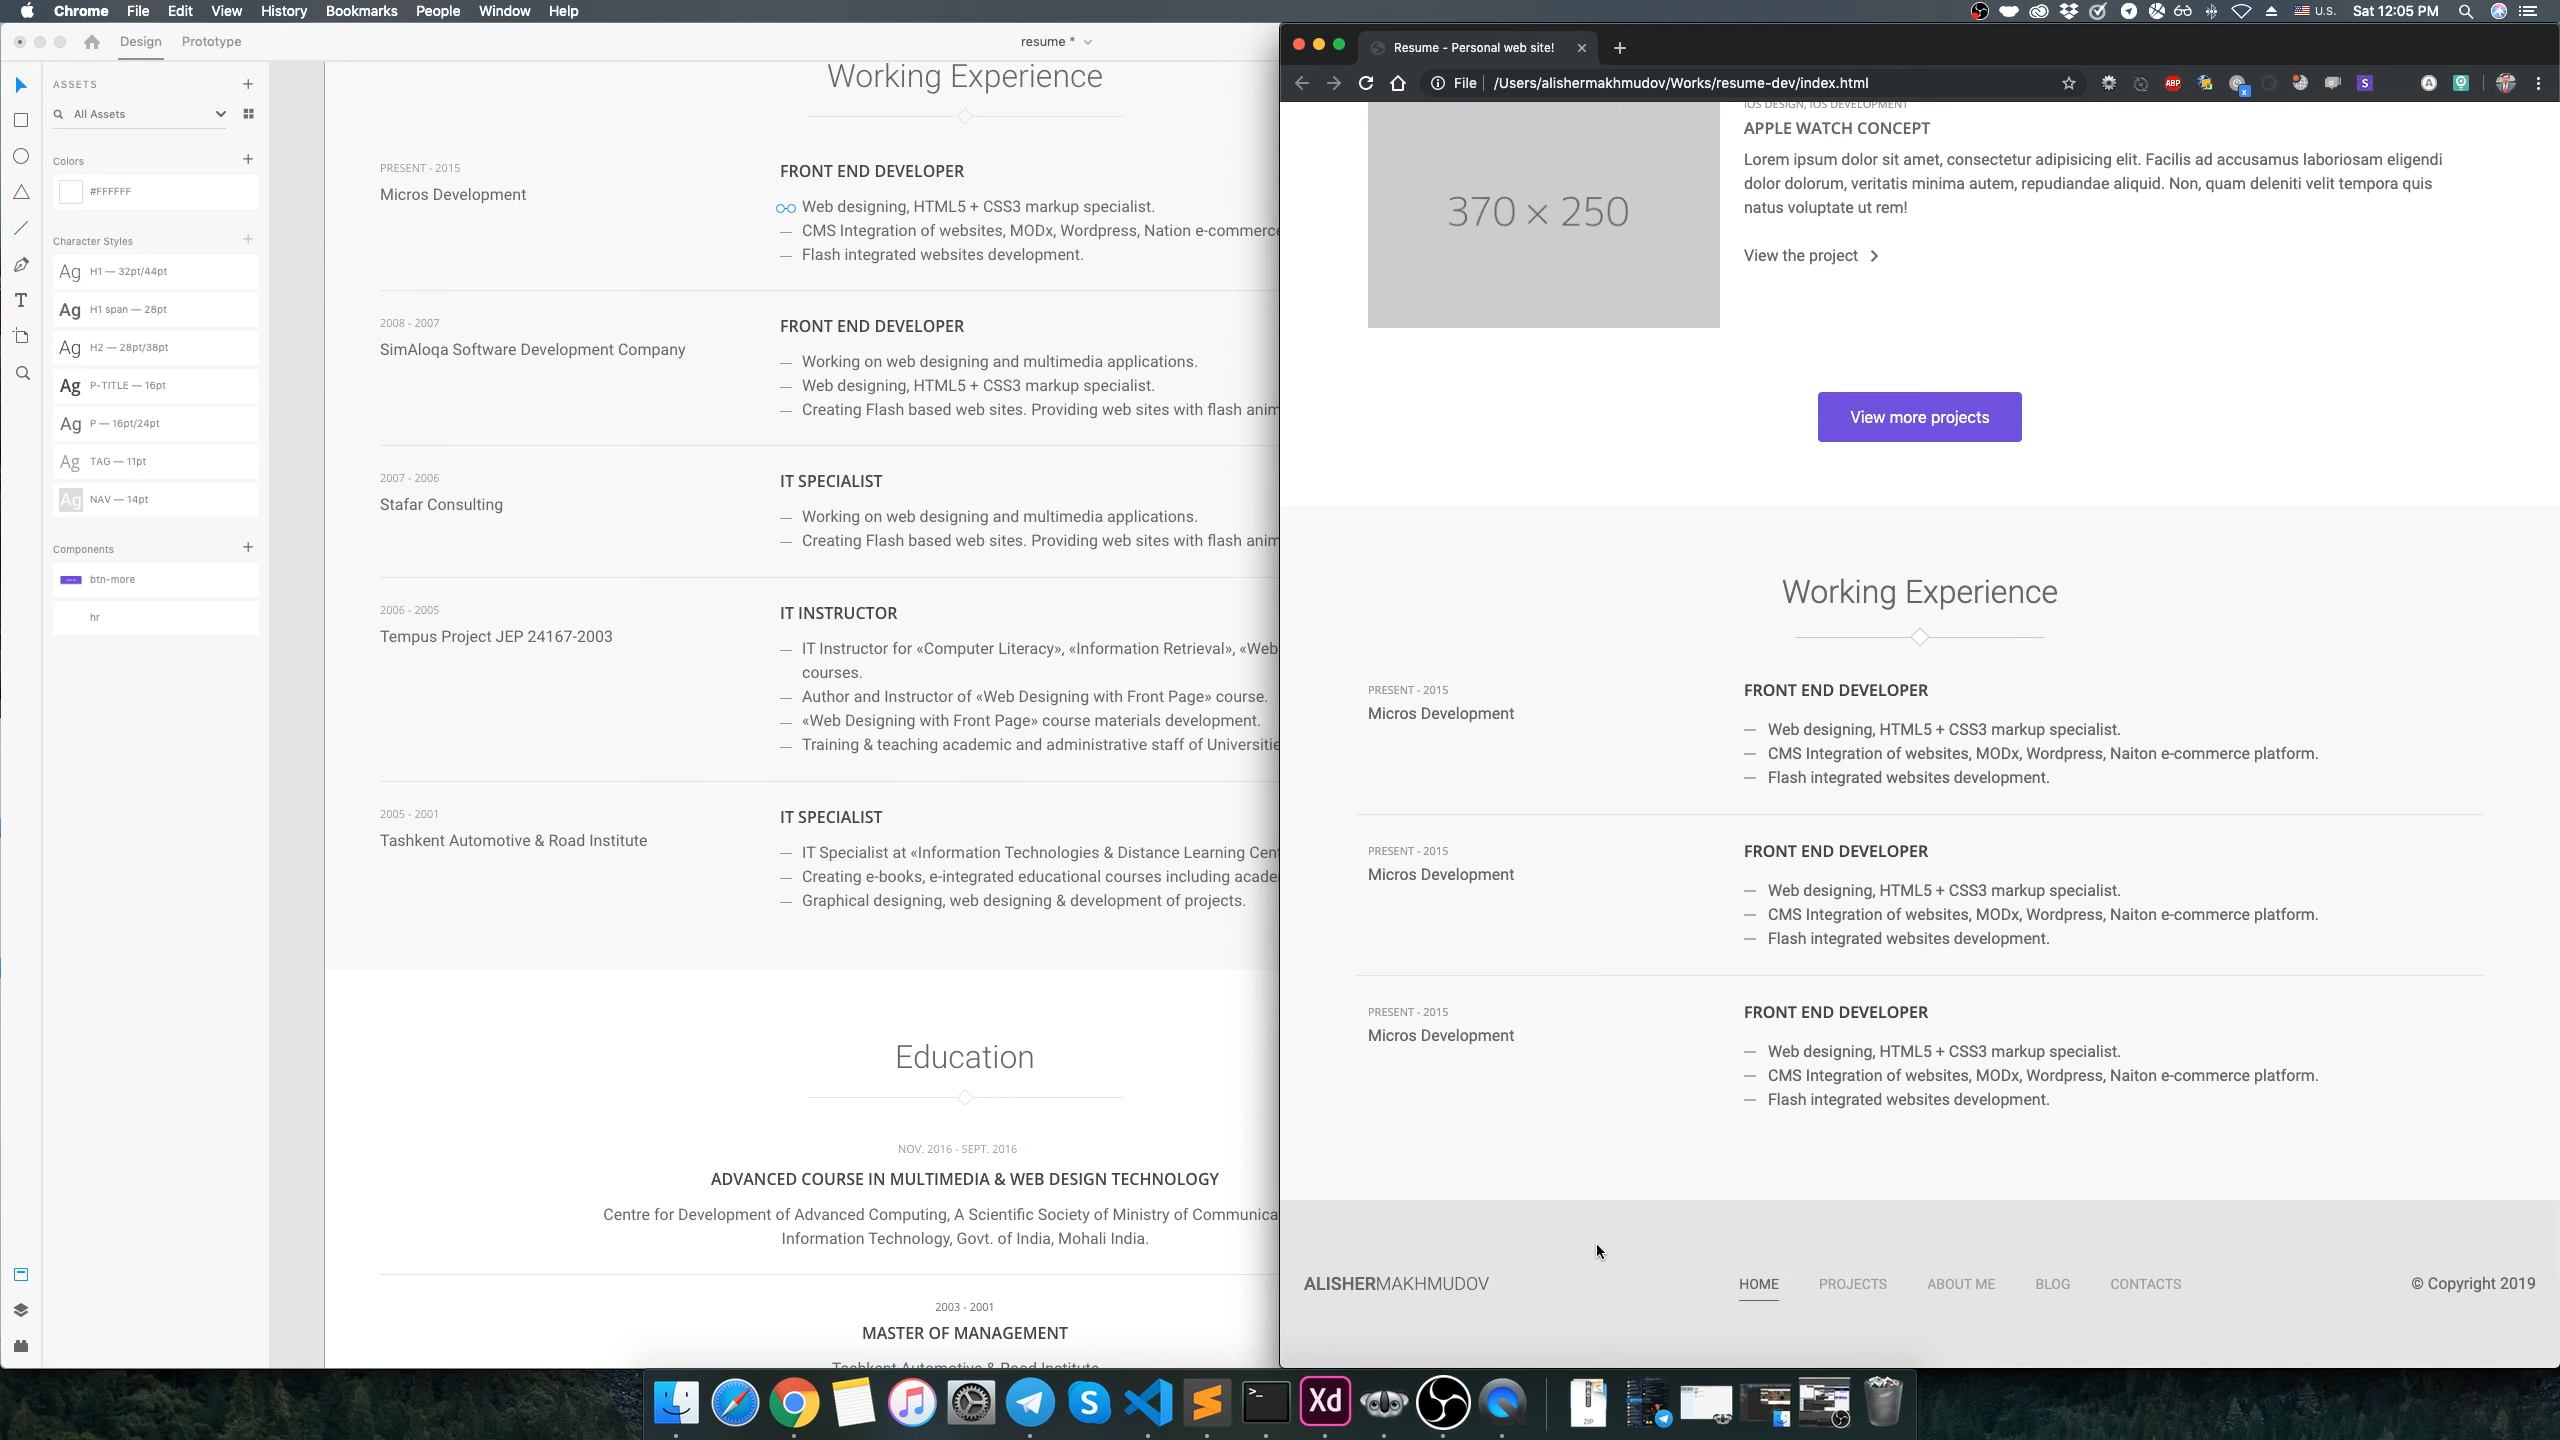 Chrome File Edit View History Bookmarks People Window Help
U.S. Sat 12:05 PM
Design Prototype
resume *
ASSETS
All Assets
Colors
#FFFFFF
Character Styles
Ag H1 — 32pt/44pt
Ag H1 span — 28pt
Ag H2 — 28pt/38pt
Ag P-TITLE — 16pt
Ag P — 16pt/24pt
Ag TAG — 11pt
Ag NAV — 14pt
Components
btn-more
hr
Working Experience
PRESENT - 2015
Micros Development
FRONT END DEVELOPER
— Web designing, HTML5 + CSS3 markup specialist.
— CMS Integration of websites, MODx, Wordpress, Nation e-commerce
— Flash integrated websites development.
2008 - 2007
SimAloqa Software Development Company
FRONT END DEVELOPER
— Working on web designing and multimedia applications.
— Web designing, HTML5 + CSS3 markup specialist.
— Creating Flash based web sites. Providing web sites with flash anim
2007 - 2006
Stafar Consulting
IT SPECIALIST
— Working on web designing and multimedia applications.
— Creating Flash based web sites. Providing web sites with flash anim
2006 - 2005
Tempus Project JEP 24167-2003
IT INSTRUCTOR
— IT Instructor for «Computer Literacy», «Information Retrieval», «Web
courses.
— Author and Instructor of «Web Designing with Front Page» course.
— «Web Designing with Front Page» course materials development.
— Training & teaching academic and administrative staff of Universitie
2005 - 2001
Tashkent Automotive & Road Institute
IT SPECIALIST
— IT Specialist at «Information Technologies & Distance Learning Cen
— Creating e-books, e-integrated educational courses including acade
— Graphical designing, web designing & development of projects.
Education
NOV. 2016 - SEPT. 2016
ADVANCED COURSE IN MULTIMEDIA & WEB DESIGN TECHNOLOGY
Centre for Development of Advanced Computing, A Scientific Society of Ministry of Communica
Information Technology, Govt. of India, Mohali India.
2003 - 2001
MASTER OF MANAGEMENT
Tashkent Automotive & Road Institute
Resume - Personal web site!
File /Users/alishermakhmudov/Works/resume-dev/index.html
ABP
S
A
IOS DESIGN, IOS DEVELOPMENT
370 × 250
APPLE WATCH CONCEPT
Lorem ipsum dolor sit amet, consectetur adipisicing elit. Facilis ad accusamus laboriosam eligendi
dolor dolorum, veritatis minima autem, repudiandae aliquid. Non, quam deleniti velit tempora quis
natus voluptate ut rem!
View the project
View more projects
Working Experience
PRESENT - 2015
Micros Development
FRONT END DEVELOPER
— Web designing, HTML5 + CSS3 markup specialist.
— CMS Integration of websites, MODx, Wordpress, Naiton e-commerce platform.
— Flash integrated websites development.
PRESENT - 2015
Micros Development
FRONT END DEVELOPER
— Web designing, HTML5 + CSS3 markup specialist.
— CMS Integration of websites, MODx, Wordpress, Naiton e-commerce platform.
— Flash integrated websites development.
PRESENT - 2015
Micros Development
FRONT END DEVELOPER
— Web designing, HTML5 + CSS3 markup specialist.
— CMS Integration of websites, MODx, Wordpress, Naiton e-commerce platform.
— Flash integrated websites development.
ALISHERMAKHMUDOV
HOME PROJECTS ABOUT ME BLOG CONTACTS
© Copyright 2019
Xd
ZIP